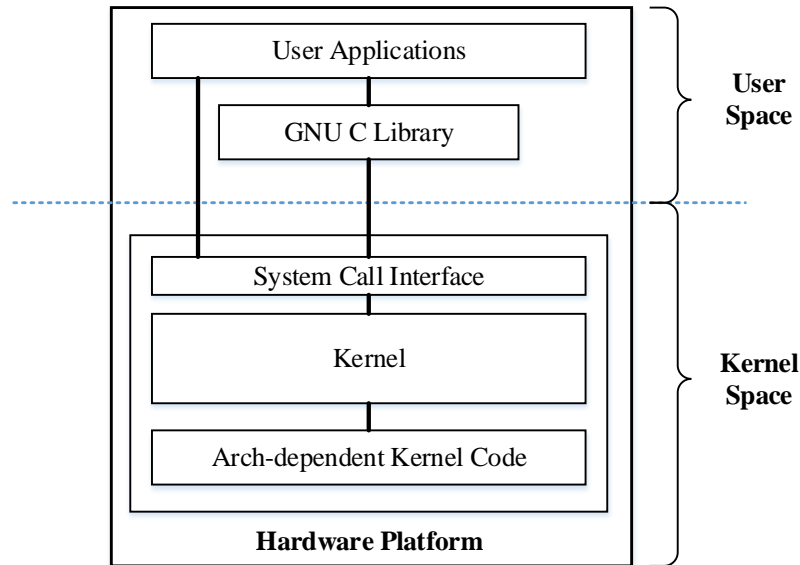 User Applications
User
Space
GNU C Library
System Call Interface
Kernel
Kernel
Space
Arch-dependent Kernel Code
Hardware Platform